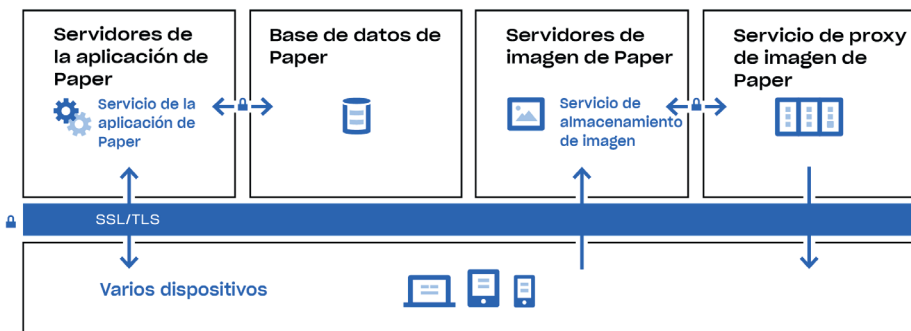 Servidores de
la aplicación de
Paper
Servicio de la
aplicación de
Paper
Base de datos de
Paper
Servidores de
imagen de Paper
Servicio de
almacenamiento
de imagen
Servicio de proxy
de imagen de
Paper
SSL/TLS
Varios dispositivos